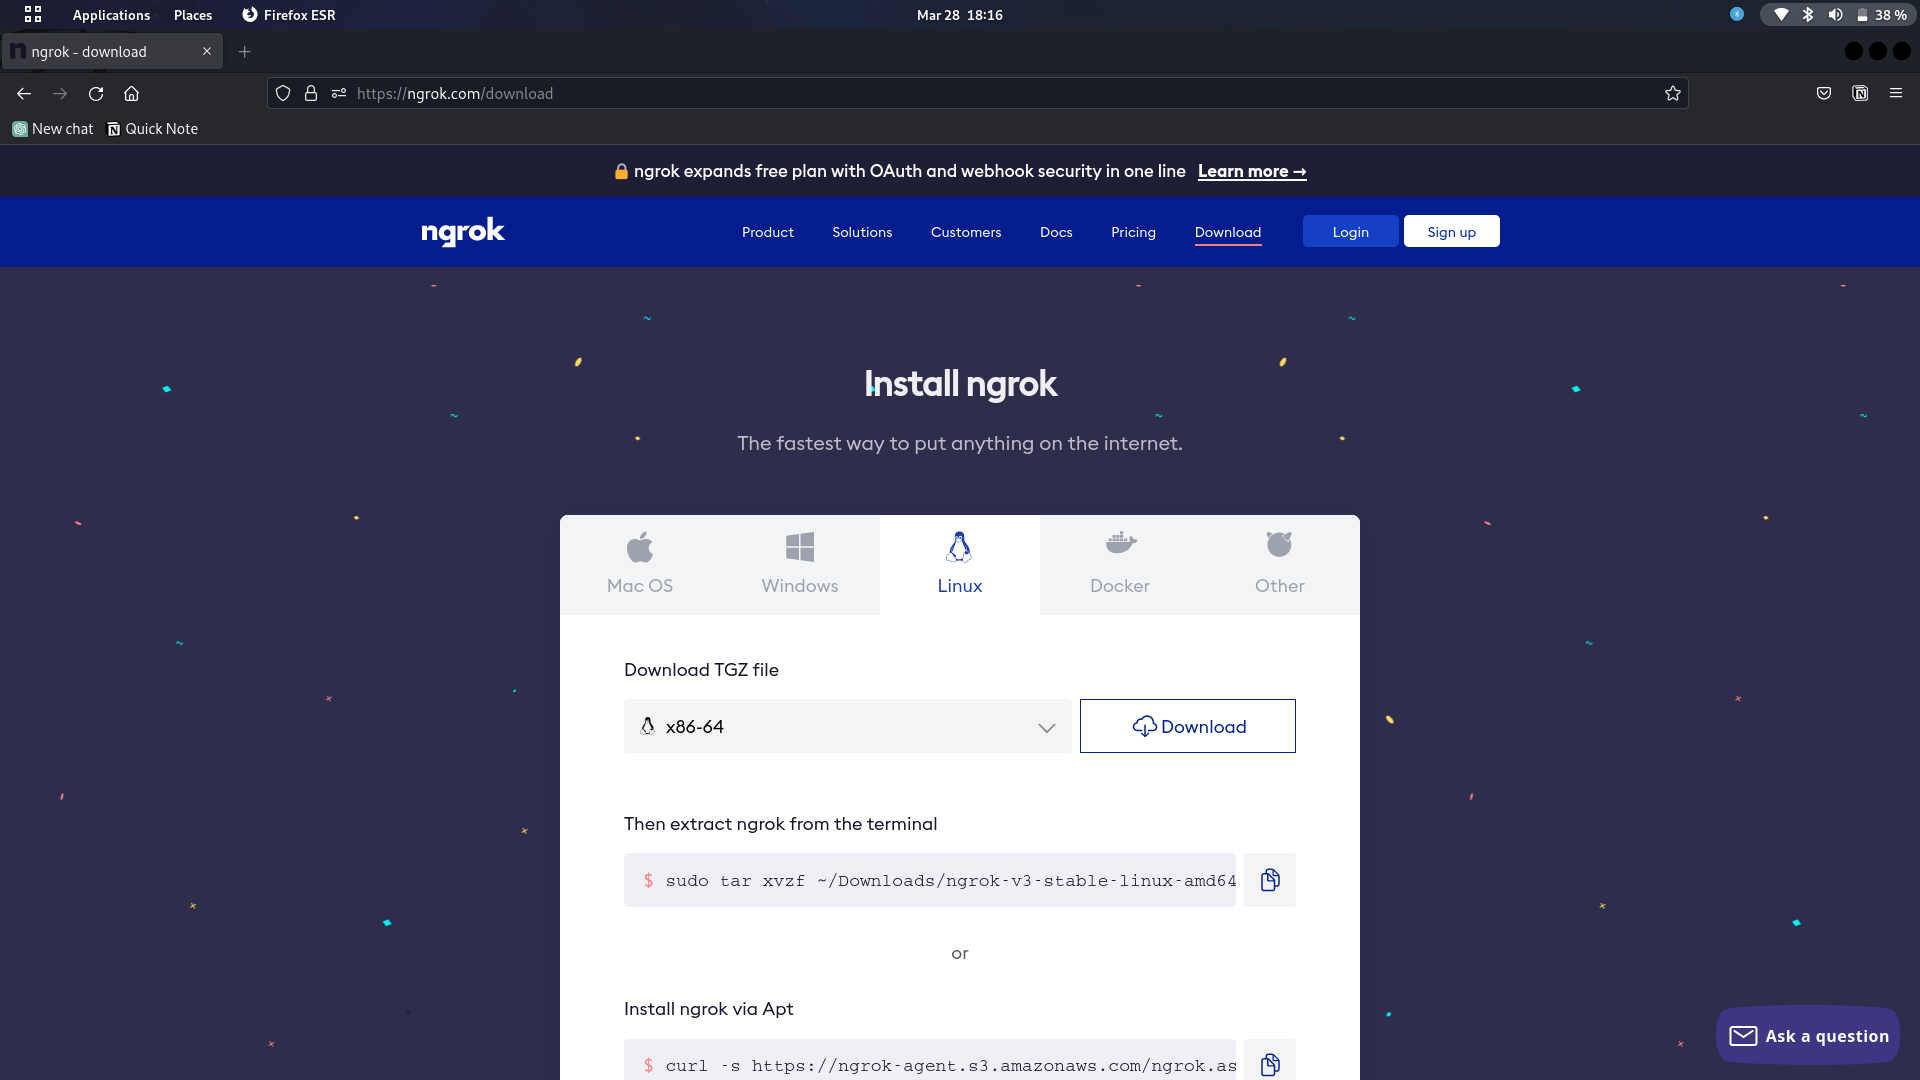 Applications Places Firefox ESR Mar 28 18:16 38 %
n ngrok - download
https://ngrok.com/download
New chat Quick Note
ngrok expands free plan with OAuth and webhook security in one line Learn more →
ngrok Product Solutions Customers Docs Pricing Download Login Sign up
Install ngrok
The fastest way to put anything on the internet.
Mac OS Windows Linux Docker Other
Download TGZ file
x86-64 Download
Then extract ngrok from the terminal
$ sudo tar xvzf ~/Downloads/ngrok-v3-stable-linux-amd64
or
Install ngrok via Apt
$ curl -s https://ngrok-agent.s3.amazonaws.com/ngrok.as
Ask a question